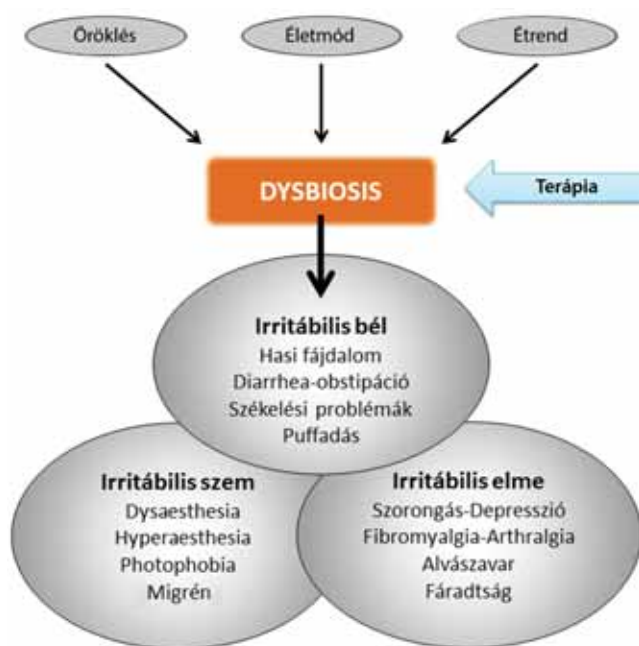 Öröklés
Életmód
Étrend
DYSBIOSIS
Terápia
Irritábilis bél
Hasi fájdalom
Diarrhea-obstipáció
Székelési problémák
Puffadás
Irritábilis szem
Dysaesthesia
Hyperaesthesia
Photophobia
Migrén
Irritábilis elme
Szorongás-Depresszió
Fibromyalgia-Arthralgia
Alvászavar
Fáradtság